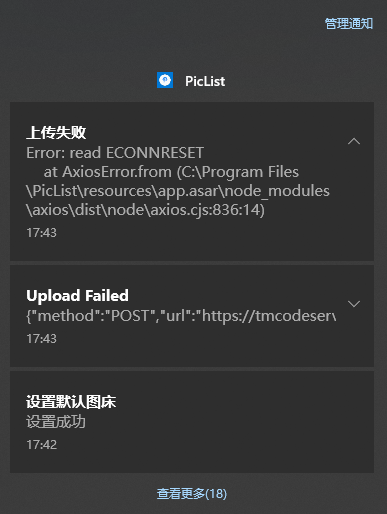 管理通知
PicList
上传失败
Error: read ECONNRESET
at AxiosError.from (C:\Program Files
\PicList\resources\app.asar\node_modules
\axios\dist\node\axios.cjs:836:14)
17:43
Upload Failed
{"method":"POST","url":"https://tmcodeserv
17:43
设置默认图床
设置成功
17:42
查看更多(18)